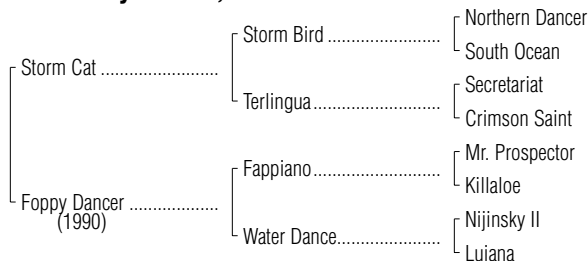 Northern Dancer
Storm Bird ........................
South Ocean
Storm Cat .........................
Secretariat
Terlingua ...........................
Crimson Saint
Mr. Prospector
Fappiano ...........................
Killaloe
Foppy Dancer ...................
(1990)
Nijinsky II
Water Dance......................
Luiana